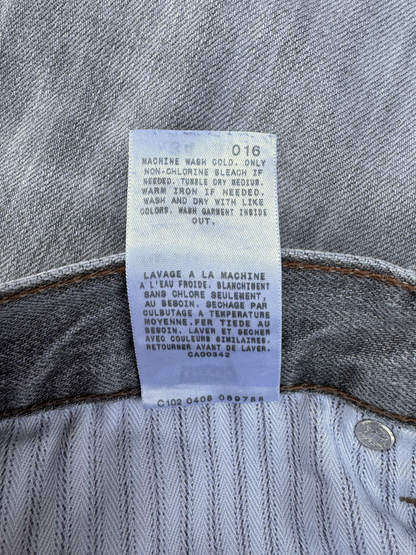 016
MACHINE WASH COLD. ONLY
NON-CHLORINE BLEACH IF
NEEDED. TUMBLE DRY MEDIUM.
WARM IRON IF NEEDED.
WASH AND DRY WITH LIKE
COLORS. WASH GARMENT INSIDE
OUT.
LAVAGE A LA MACHINE
A L'EAU FROIDE. BLANCHIMENT
SANS CHLORE SEULEMENT,
AU BESOIN. SECHAGE PAR
CULBUTAGE A TEMPERATURE
MOYENNE.FER TIEDE AU
BESOIN. LAVER ET SECHER
AVEC COULEURS SIMILAIRES.
RETOURNER AVANT DE LAVER.
CA00342
C102 0408 089788